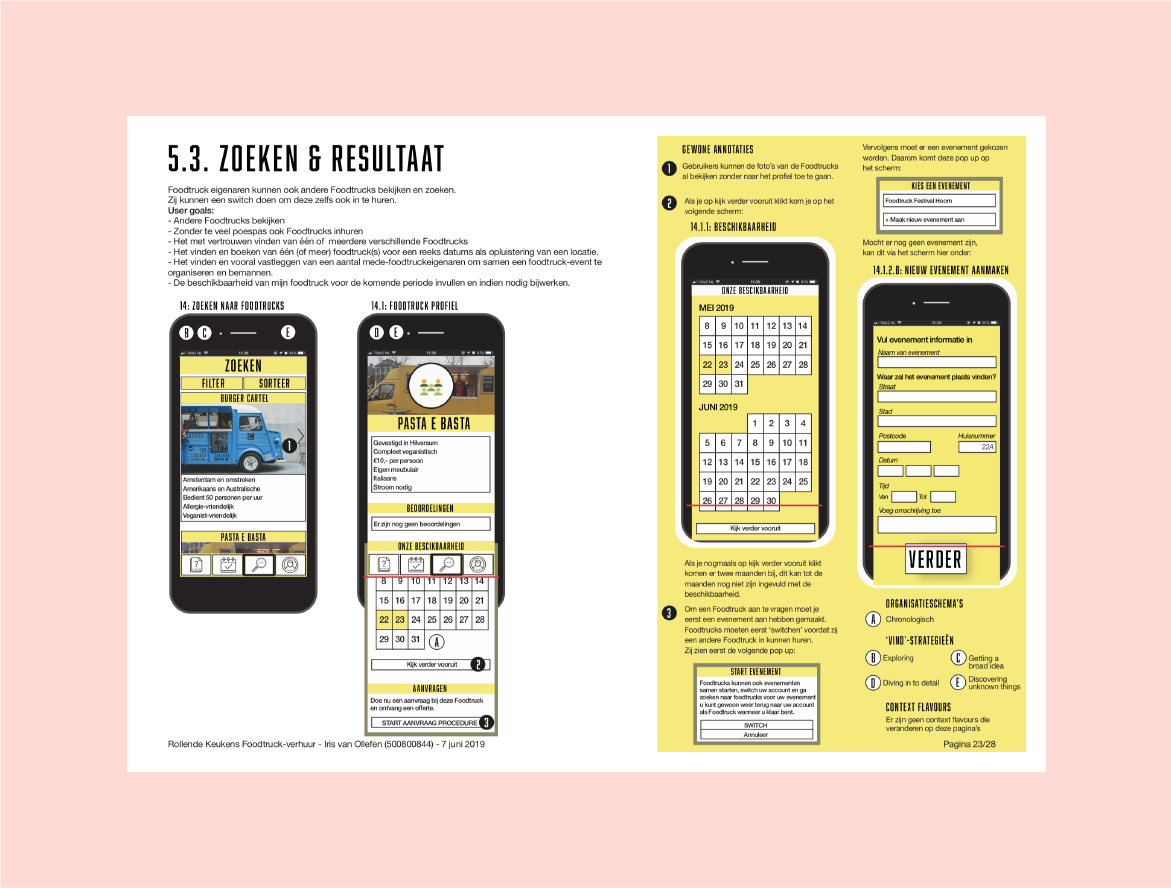 5.3. ZOEKEN & RESULTAAT
Foodtruck eigenaren kunnen ook andere Foodtrucks bekijken en zoeken.
Zij kunnen een switch doen om deze zelfs ook in te huren.
User goals:
- Andere Foodtrucks bekijken
- Zonder te veel poespas ook Foodtrucks inhuren
- Het met vertrouwen vinden van één of meerdere verschillende Foodtrucks
- Het vinden en boeken van één (of meer) foodtruck(s) voor een reeks datums als opluistering van een locatie.
- Het vinden en vooral vastleggen van een aantal mede-foodtruckeigenaren om samen een foodtruck-event te
organiseren en bemannen.
- De beschikbaarheid van mijn foodtruck voor de komende periode invullen en indien nodig bijwerken.
14: ZOEKEN NAAR FOODTRUCKS
B C E
11:35
ZOEKEN
FILTER SORTEER
BURGER CARTEL
1
Amsterdam en omstreken
Amerikaans en Australische
Bedient 50 personen per uur
Allergie-vriendelijk
Veganist-vriendelijk
PASTA E BASTA
14.1: FOODTRUCK PROFIEL
D E
11:35
PASTA E BASTA
Gevestigd in Hilversum
Compleet veganistisch
€10,- per persoon
Eigen meubulair
Italiaans
Stroom nodig
BEOORDELINGEN
Er zijn nog geen beoordelingen
ONZE BESCIKBAARHEID
8 9 10 11 12 13 14
15 16 17 18 19 20 21
22 23 24 25 26 27 28
29 30 31 A
Kijk verder vooruit 2
AANVRAGEN
Doe nu een aanvraag bij deze Foodtruck
en ontvang een offerte.
START AANVRAAG PROCEDURE 3
Rollende Keukens Foodtruck-verhuur - Iris van Ollefen (500800844) - 7 juni 2019
GEWONE ANNOTATIES
1 Gebruikers kunnen de foto's van de Foodtrucks
al bekijken zonder naar het profiel toe te gaan.
2 Als je op kijk verder vooruit klikt kom je op het
volgende scherm:
14.1.1: BESCHIKBAARHEID
11:35
ONZE BESCIKBAARHEID
MEI 2019
8 9 10 11 12 13 14
15 16 17 18 19 20 21
22 23 24 25 26 27 28
29 30 31
JUNI 2019
1 2 3 4
5 6 7 8 9 10 11
12 13 14 15 16 17 18
19 20 21 22 23 24 25
26 27 28 29 30
Kijk verder vooruit
Als je nogmaals op kijk verder vooruit klikt
komen er twee maanden bij, dit kan tot de
maanden nog niet zijn ingevuld met de
beschikbaarheid.
3 Om een Foodtruck aan te vragen moet je
eerst een evenement aan hebben gemaakt.
Foodtrucks moeten eerst 'switchen' voordat zij
een andere Foodtruck in kunnen huren.
Zij zien eerst de volgende pop up:
START EVENEMENT
Foodtrucks kunnen ook evenementen
samen starten, switch uw account en ga
zoeken naar foodtrucks voor uw evenement
u kunt gewoon weer terug naar uw account
als Foodtruck wanneer u klaar bent.
SWITCH
Annuleer
Vervolgens moet er een evenement gekozen
worden. Daarom komt deze pop up op
het scherm:
KIES EEN EVENEMENT
Foodtruck Festival Hoorn
+ Maak nieuw evenement aan
Mocht er nog geen evenement zijn,
kan dit via het scherm hier onder:
14.1.2.B: NIEUW EVENEMENT AANMAKEN
11:35
Vul evenement informatie in
Naam van evenement
Waar zal het evenement plaats vinden?
Straat
Stad
Postcode Huisnummer
22A
Datum
Tijd
Van Tot
Voeg omschrijving toe
VERDER
ORGANISATIESCHEMA'S
A Chronologisch
'VIND'-STRATEGIEËN
B Exploring
C Getting a
broad idea
D Diving in to detail
E Discovering
unknown things
CONTEXT FLAVOURS
Er zijn geen context flavours die
veranderen op deze pagina's
Pagina 23/28